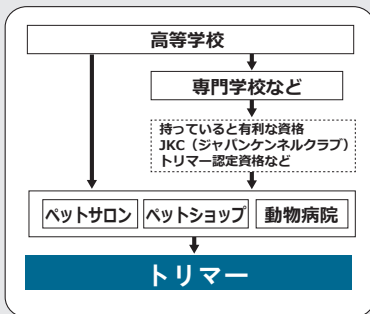 高等学校
専門学校など
持っていると有利な資格
JKC（ジャパンケンネルクラブ）
トリマー認定資格など
ペットサロン
ペットショップ
動物病院
トリマー